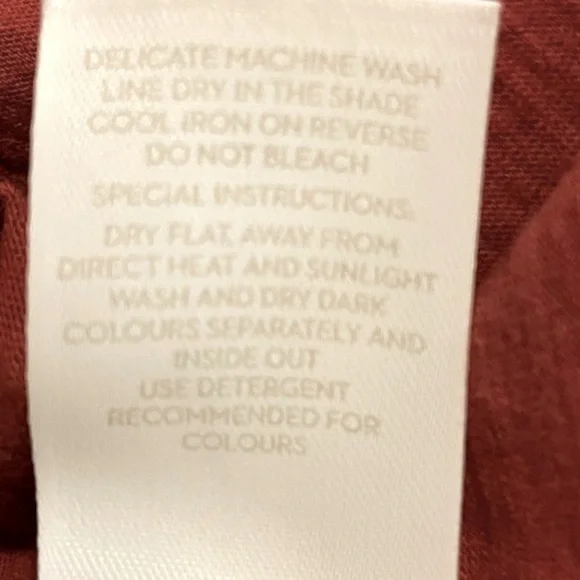 DELICATE MACHINE WASH
LINE DRY IN THE SHADE
COOL IRON ON REVERSE
DO NOT BLEACH
SPECIAL INSTRUCTIONS
DRY FLAT, AWAY FROM
DIRECT HEAT AND SUNLIGHT
WASH AND DRY DARK
COLOURS SEPARATELY AND
INSIDE OUT
USE DETERGENT
RECOMMENDED FOR
COLOURS